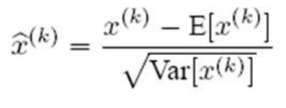 x̂^(k) = (x^(k) − E[x^(k)]) / √(Var[x^(k)])